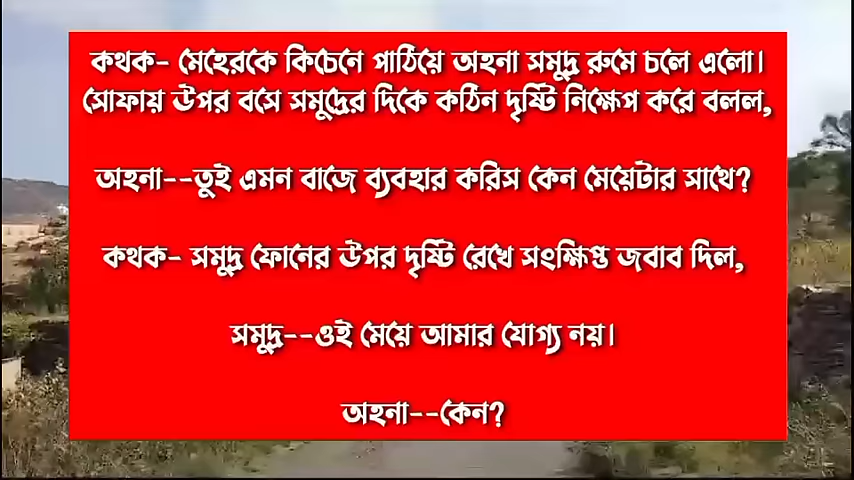 কথক- মেহেরকে কিচেনে পাঠিয়ে অহনা সমুদ্র রুমে চলে এলো।
সোফায় উপর বসে সমুদ্রের দিকে কঠিন দৃষ্টি নিক্ষেপ করে বলল,
অহনা--তুই এমন বাজে ব্যবহার করিস কেন মেয়েটার সাথে?
কথক- সমুদ্র ফোনের উপর দৃষ্টি রেখে সংক্ষিপ্ত জবাব দিল,
সমুদ্র--ওই মেয়ে আমার যোগ্য নয়।
অহনা--কেন?